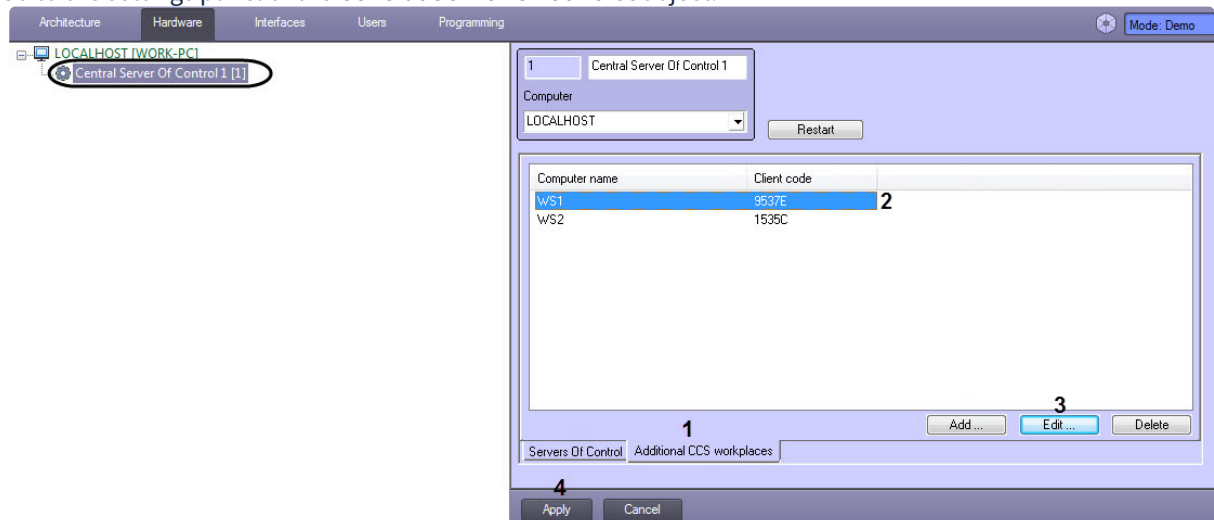 Architecture Hardware Interfaces Users Programming Mode: Demo
LOCALHOST [WORK-PC]
Central Server Of Control 1 [1]
1 Central Server Of Control 1
Computer
LOCALHOST
Restart
Computer name Client code
WS1 9537E 2
WS2 1535C
3
Add ... Edit ... Delete
1
Servers Of Control Additional CCS workplaces
4
Apply Cancel